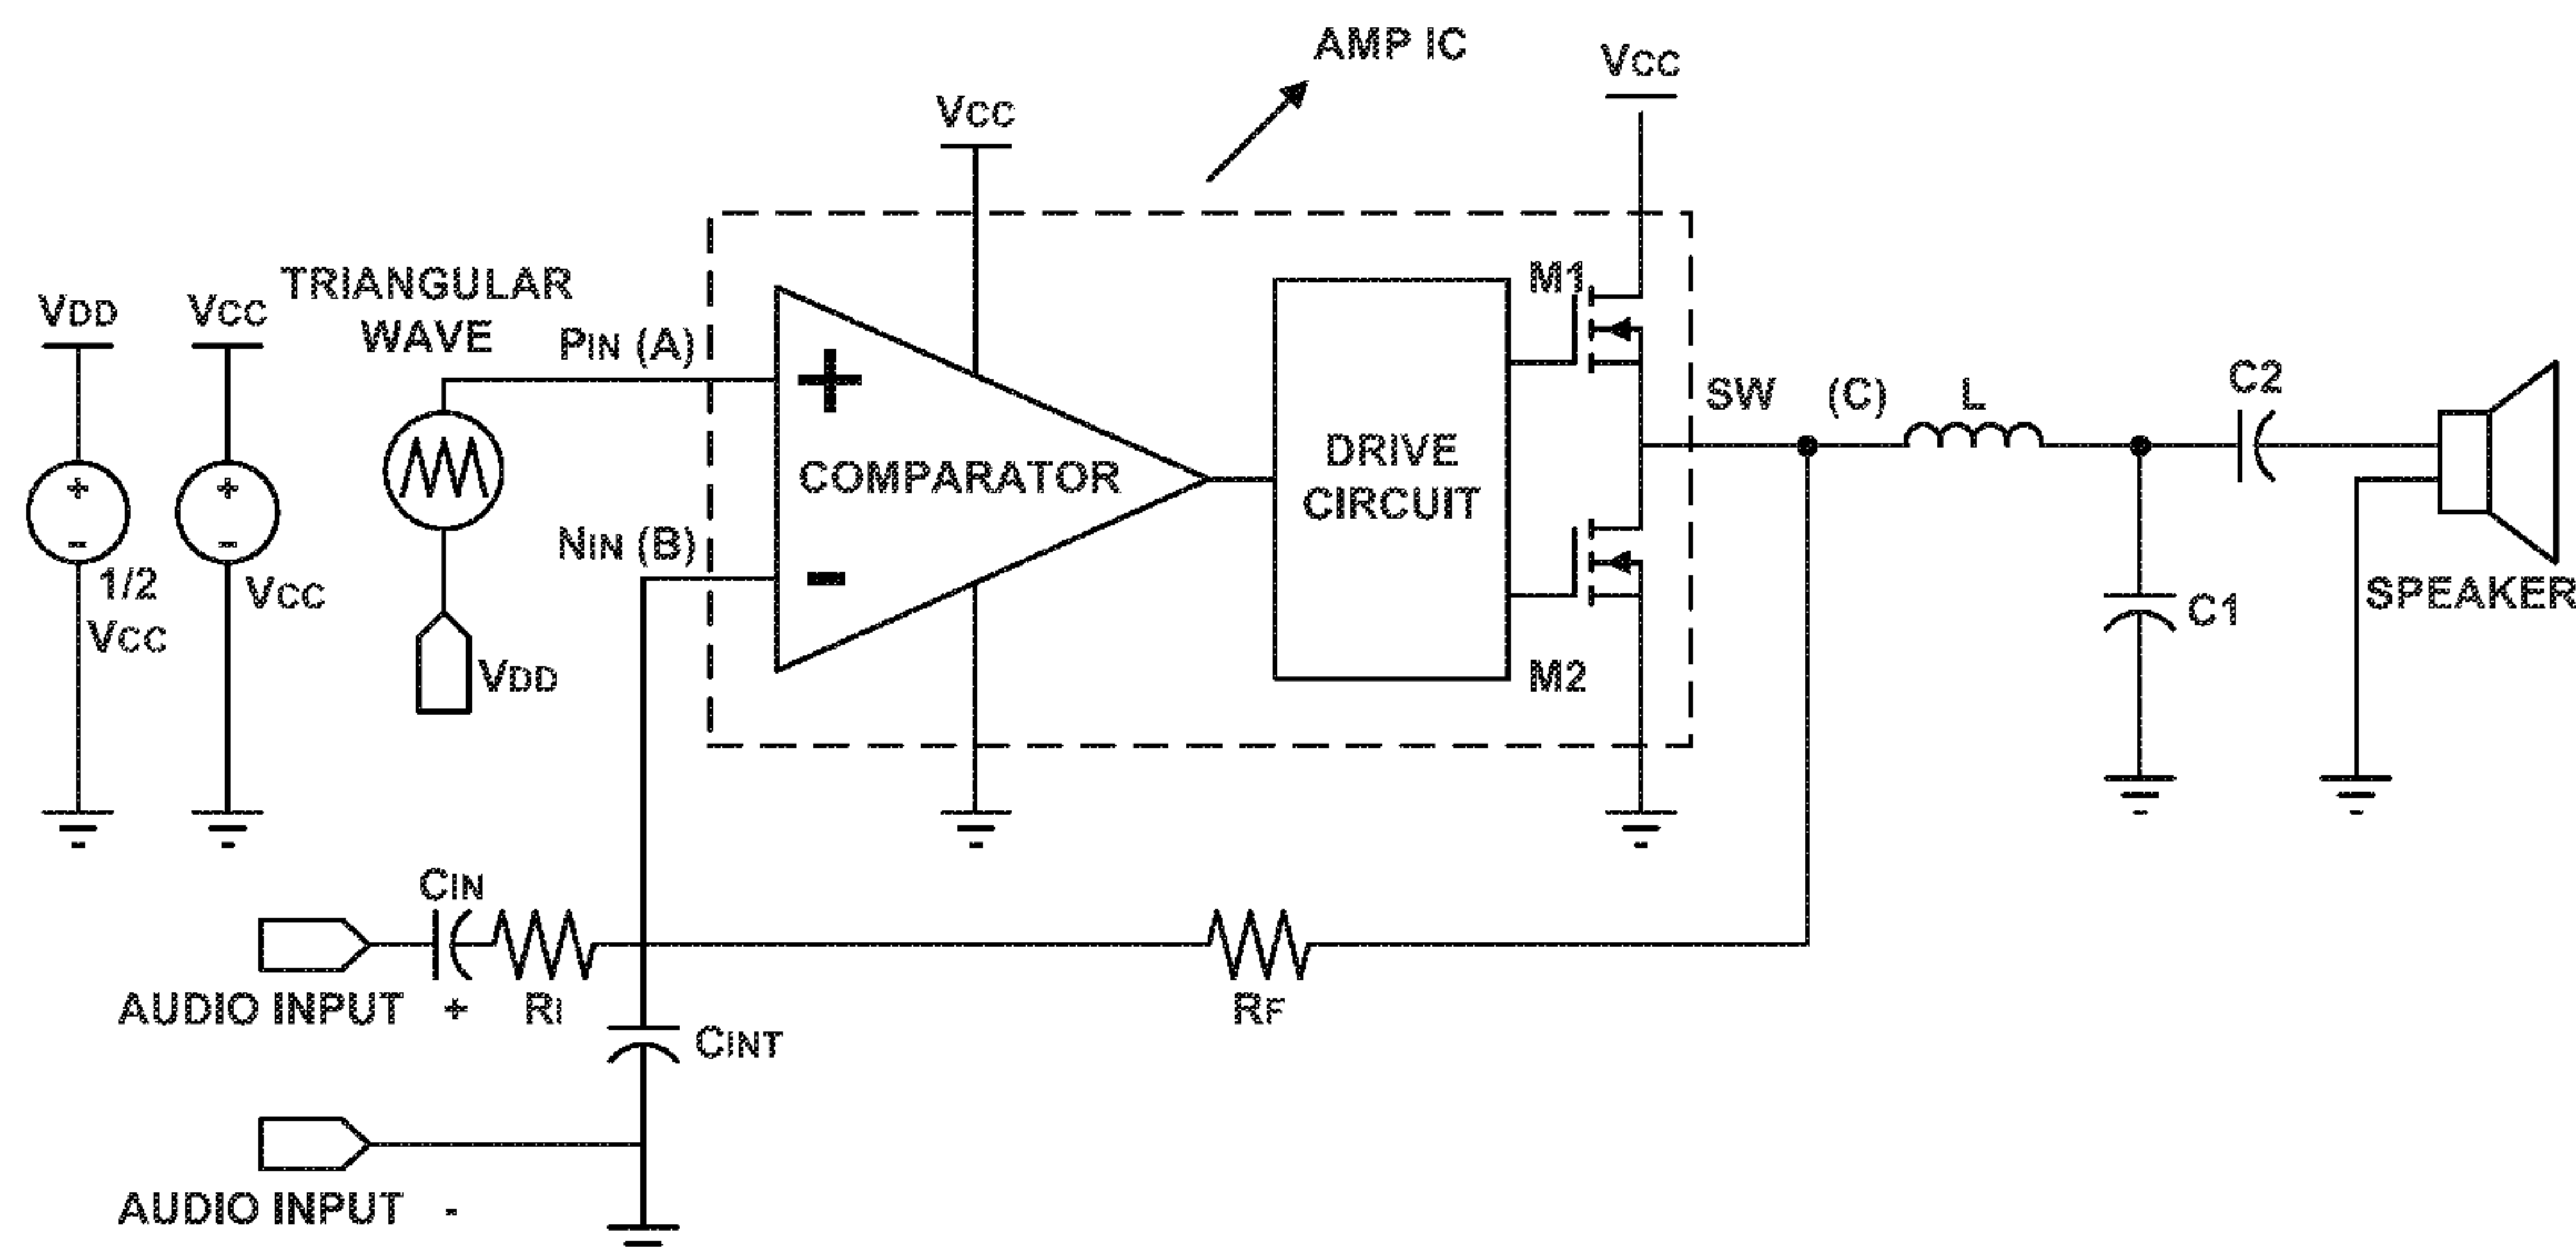 AMP IC
VCC
VCC
TRIANGULAR
WAVE
VDD
VCC
PIN (A)
M1
SW (C)
L
C2
+
COMPARATOR
DRIVE
CIRCUIT
+
-
+
-
1/2
VCC
VCC
NIN (B)
-
VDD
M2
C1
SPEAKER
CIN
AUDIO INPUT +
RI
RF
CINT
AUDIO INPUT -